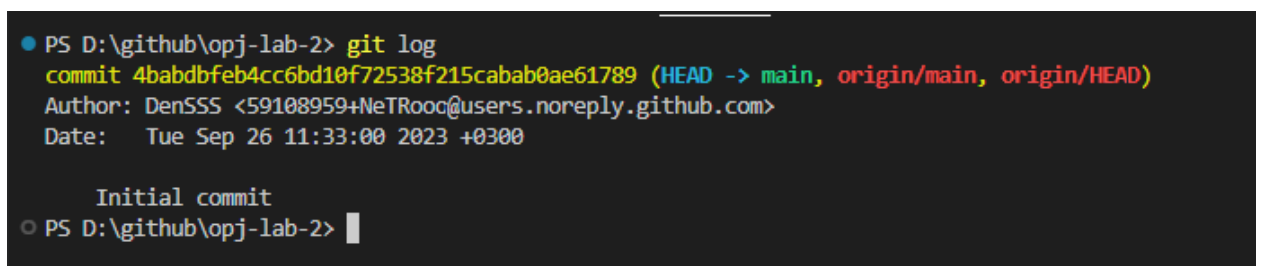 PS D:\github\opj-lab-2> git log
commit 4babdbfeb4cc6bd10f72538f215cabab0ae61789 (HEAD -> main, origin/main, origin/HEAD)
Author: DenSSS <59108959+NeTRooq@users.noreply.github.com>
Date:   Tue Sep 26 11:33:00 2023 +0300
Initial commit
PS D:\github\opj-lab-2>